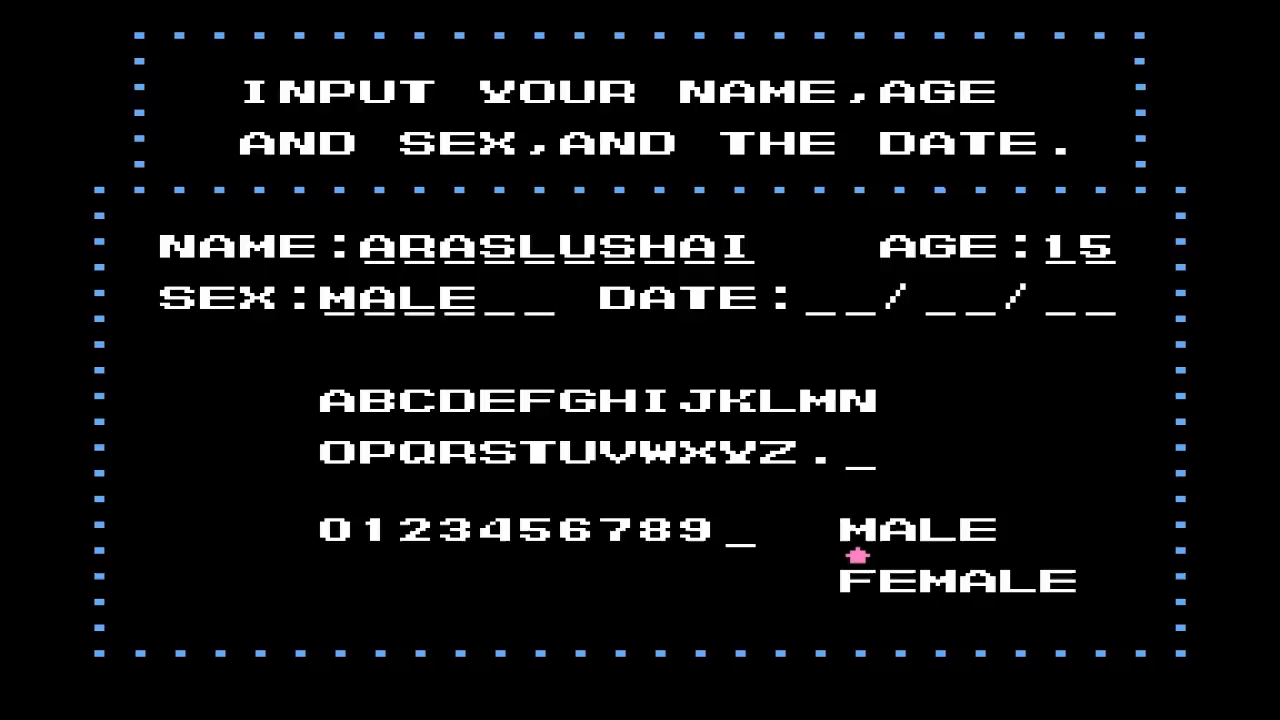 INPUT YOUR NAME,AGE
AND SEX,AND THE DATE.
NAME:ARASLUSHAI AGE:15
SEX:MALE__ DATE:__/__/__
ABCDEFGHIJKLMN
OPQRSTUVWXYZ._
0123456789_ MALE
FEMALE